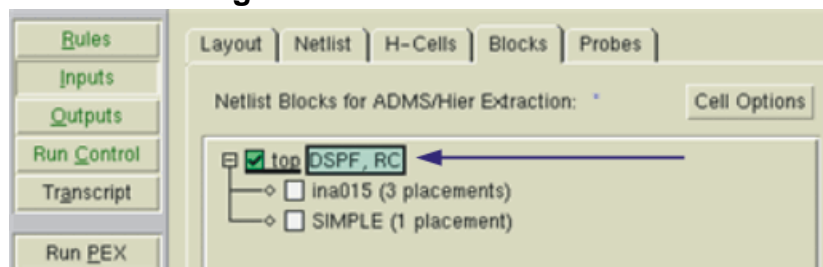 Rules
Inputs
Outputs
Run Control
Transcript
Run PEX
Layout Netlist H-Cells Blocks Probes
Netlist Blocks for ADMS/Hier Extraction: *
Cell Options
top DSPF, RC
ina015 (3 placements)
SIMPLE (1 placement)